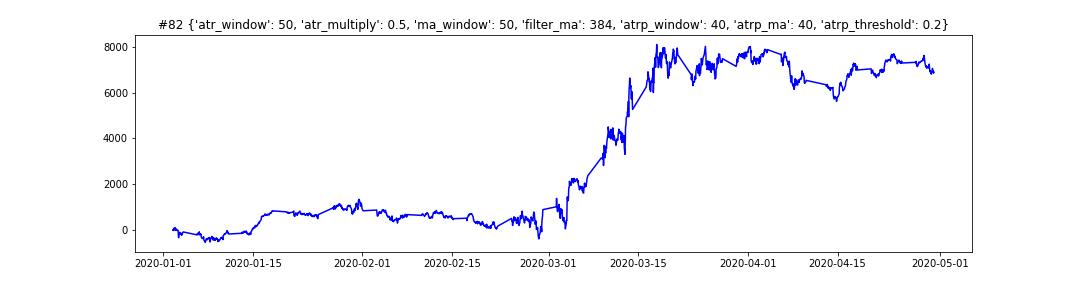 #82 {'atr_window': 50, 'atr_multiply': 0.5, 'ma_window': 50, 'filter_ma': 384, 'atrp_window': 40, 'atrp_ma': 40, 'atrp_threshold': 0.2}
8000
6000
4000
2000
0
2020-01-01 2020-01-15 2020-02-01 2020-02-15 2020-03-01 2020-03-15 2020-04-01 2020-04-15 2020-05-01